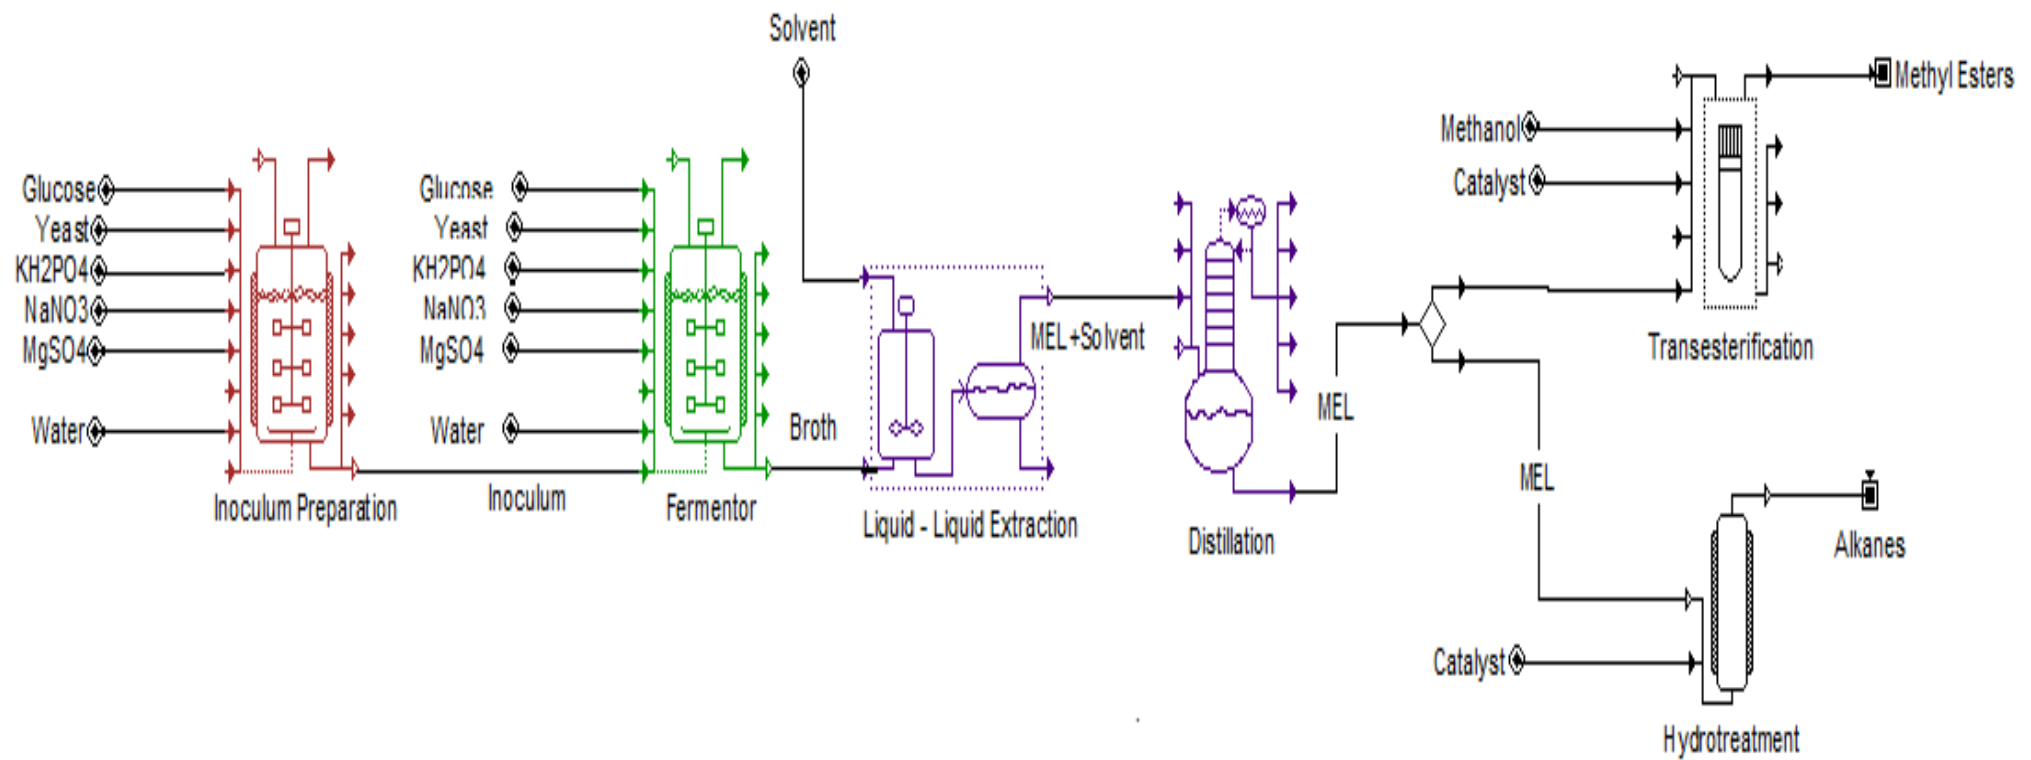 Solvent
Methyl Esters
Methanol
Catalyst
Glucose
Yeast
KH2PO4
NaNO3
MgSO4
Water
Inoculum Preparation
Glucose
Yeast
KH2PO4
NaNO3
MgSO4
Water
Inoculum
Fermentor
Broth
Liquid - Liquid Extraction
MEL+Solvent
Distillation
MEL
Transesterification
MEL
Catalyst
Alkanes
Hydrotreatment